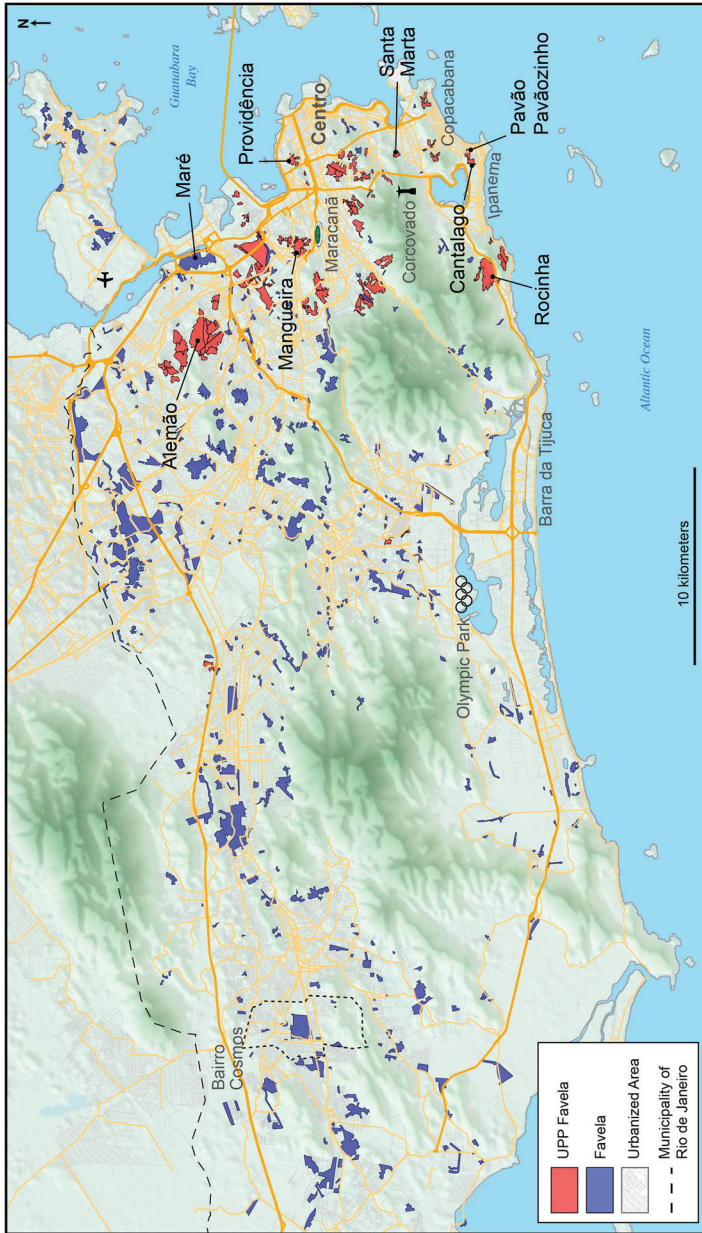 N
Guanabara
Bay
Maré
Providência
Centro
Santa
Marta
Copacabana
Pavão
Pavãozinho
Ipanema
Cantalago
Corcovado
Maracanã
Mangueira
Alemão
Rocinha
Altantic Ocean
Barra da Tijuca
Olympic Park
10 kilometers
Bairro
Cosmos
UPP Favela
Favela
Urbanized Area
Municipality of
Rio de Janeiro